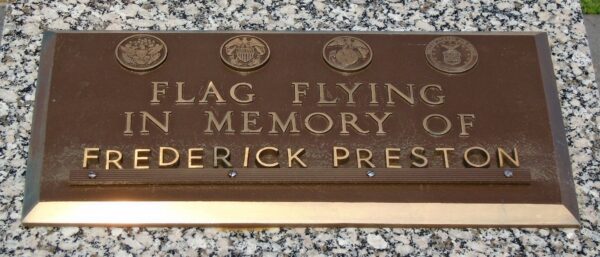 FLAG FLYING
IN MEMORY OF
FREDERICK PRESTON